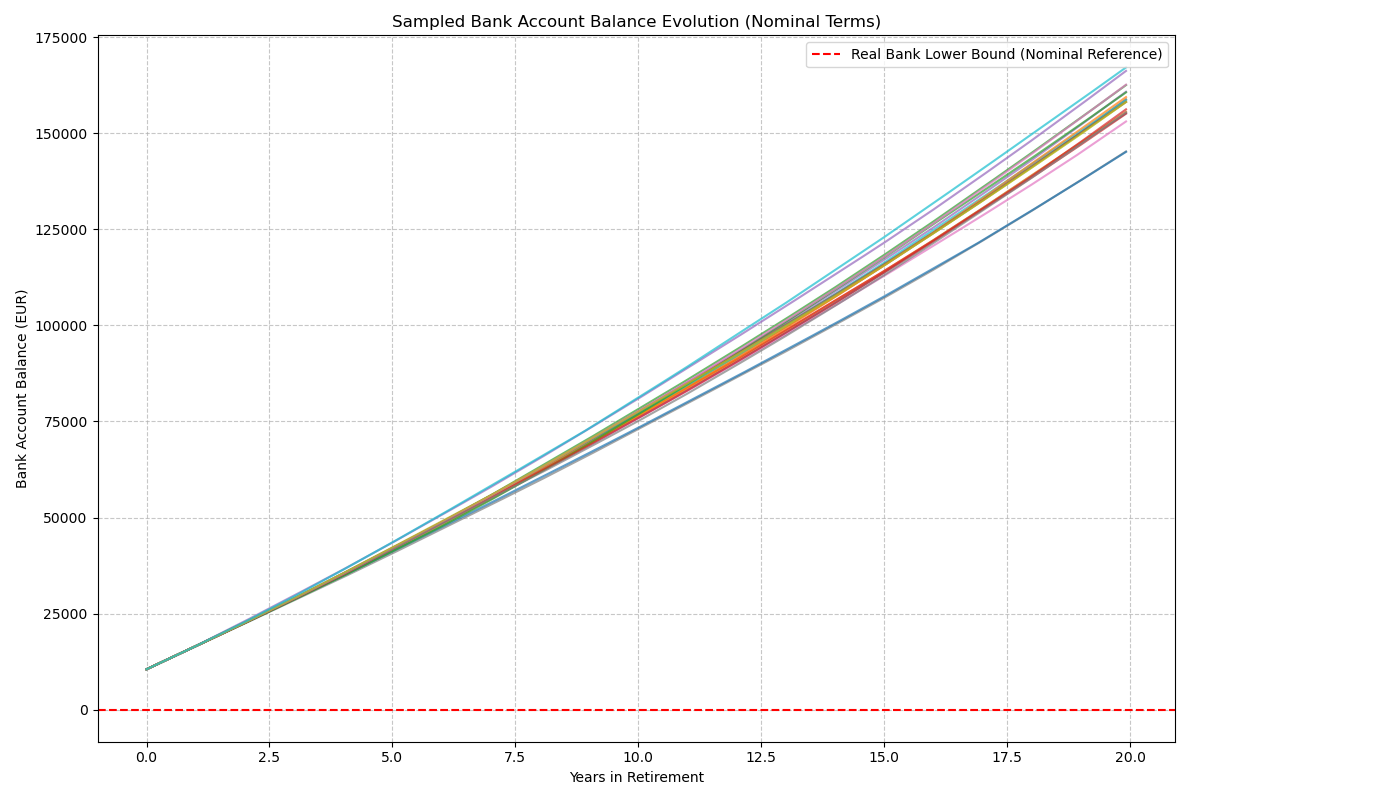 Sampled Bank Account Balance Evolution (Nominal Terms)
Real Bank Lower Bound (Nominal Reference)
Bank Account Balance (EUR)
175000
150000
125000
100000
75000
50000
25000
0
0.0 2.5 5.0 7.5 10.0 12.5 15.0 17.5 20.0
Years in Retirement